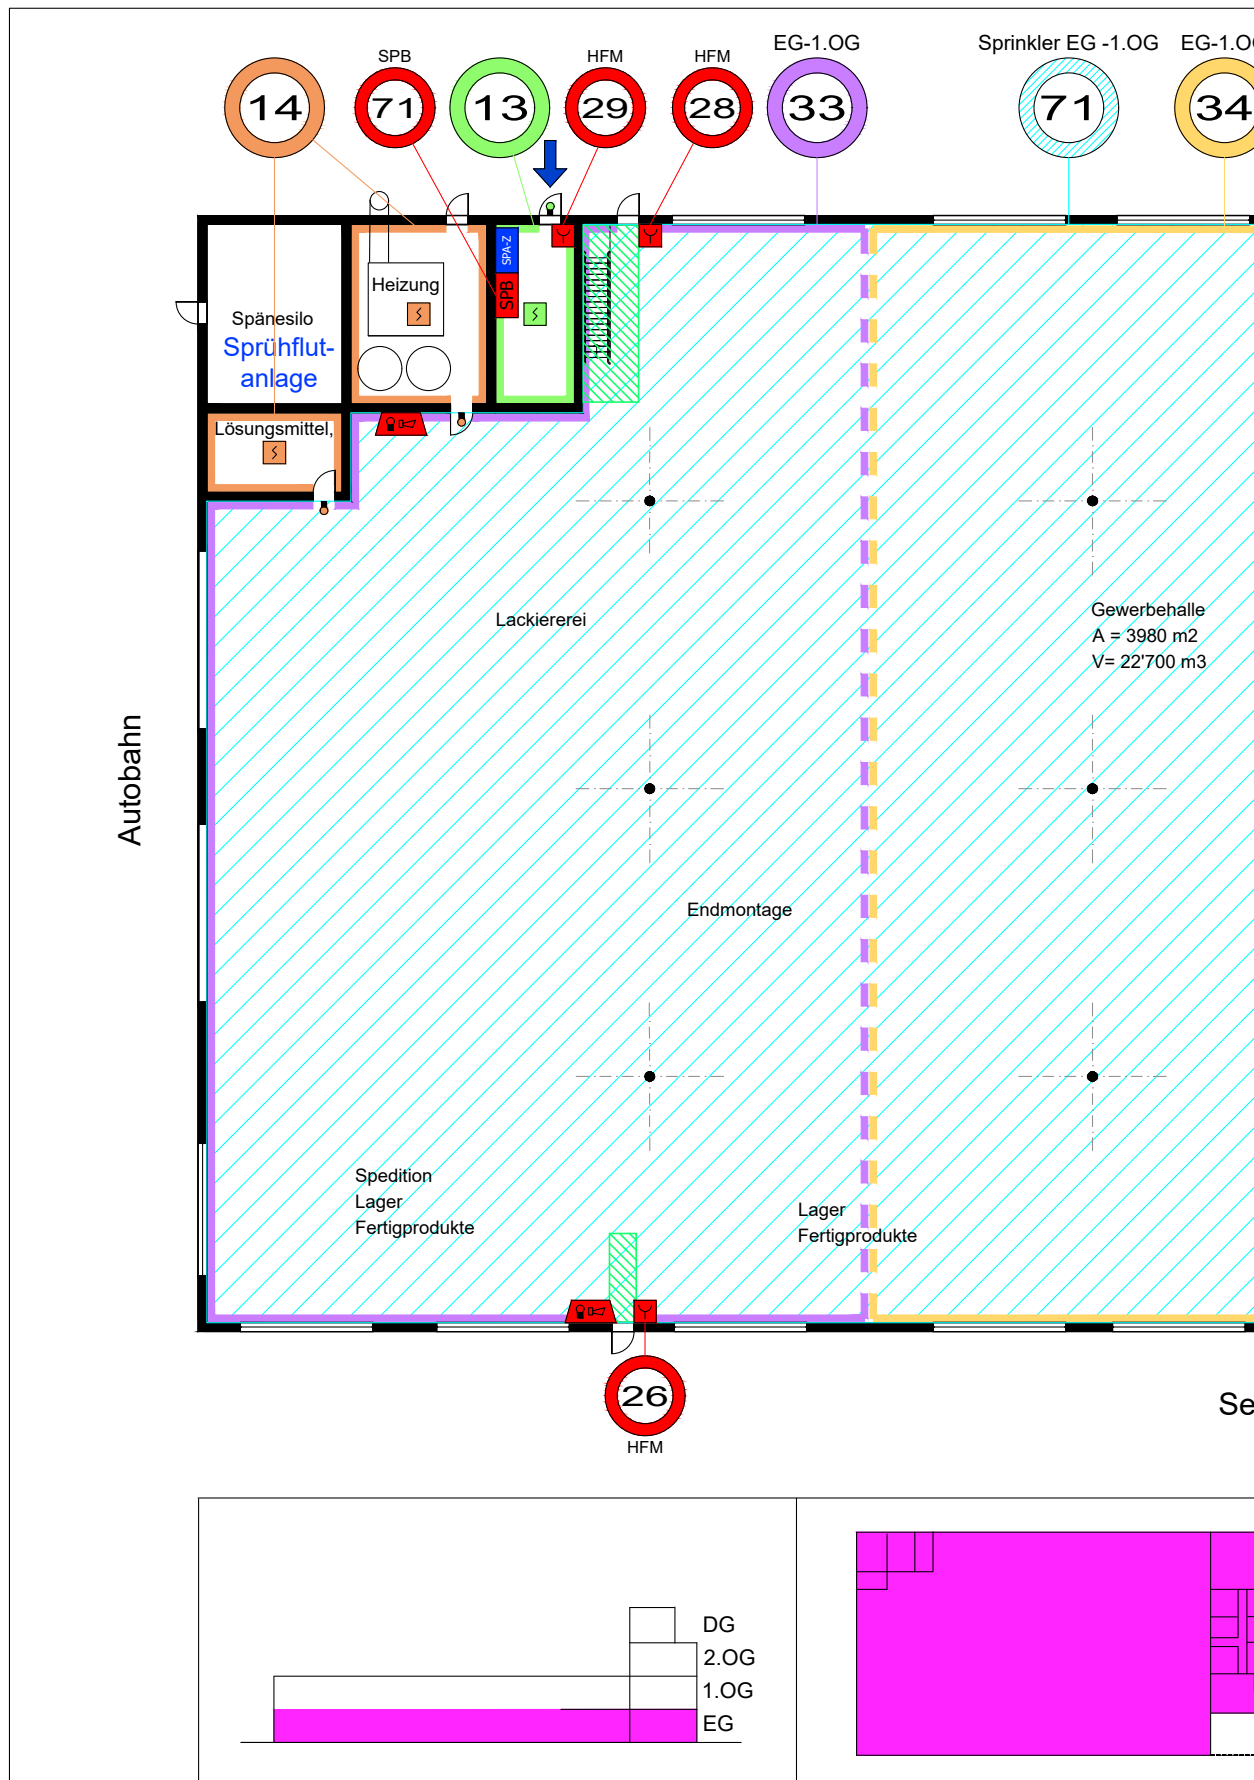 EG-1.OG
Sprinkler EG -1.OG
EG-1.OG
SPB
HFM
HFM
14
71
13
29
28
33
71
34
SPA-Z
SPB
Heizung
Spänesilo
Sprühflut-
anlage
Lösungsmittel,
Lackiererei
Gewerbehalle
A = 3980 m2
V= 22'700 m3
Autobahn
Endmontage
Spedition
Lager
Fertigprodukte
Lager
Fertigprodukte
26
HFM
Se
DG
2.OG
1.OG
EG